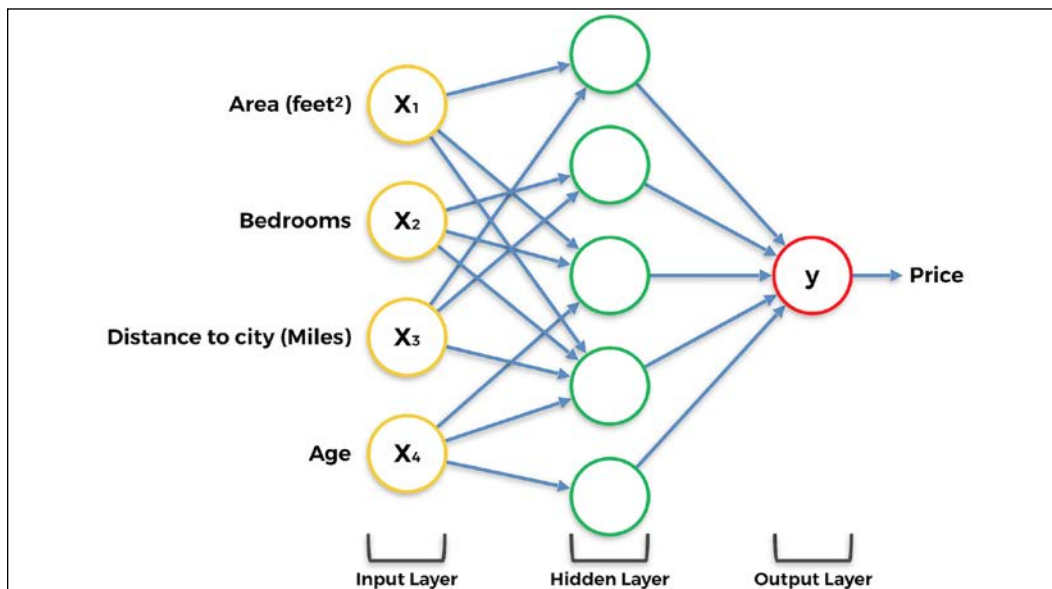 Area (feet²)
X₁
Bedrooms
X₂
Distance to city (Miles)
X₃
Age
X₄
y
Price
Input Layer
Hidden Layer
Output Layer